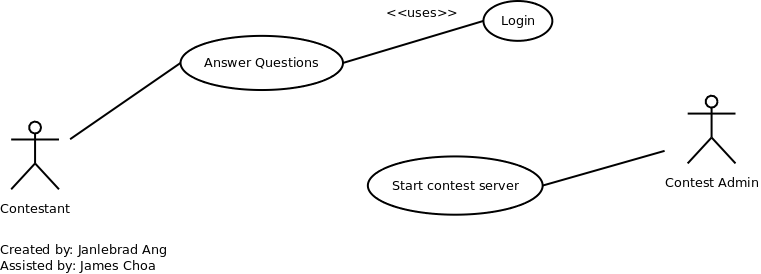 <<uses>>
Login
Answer Questions
Start contest server
Contest Admin
Contestant
Created by: Janlebrad Ang
Assisted by: James Choa